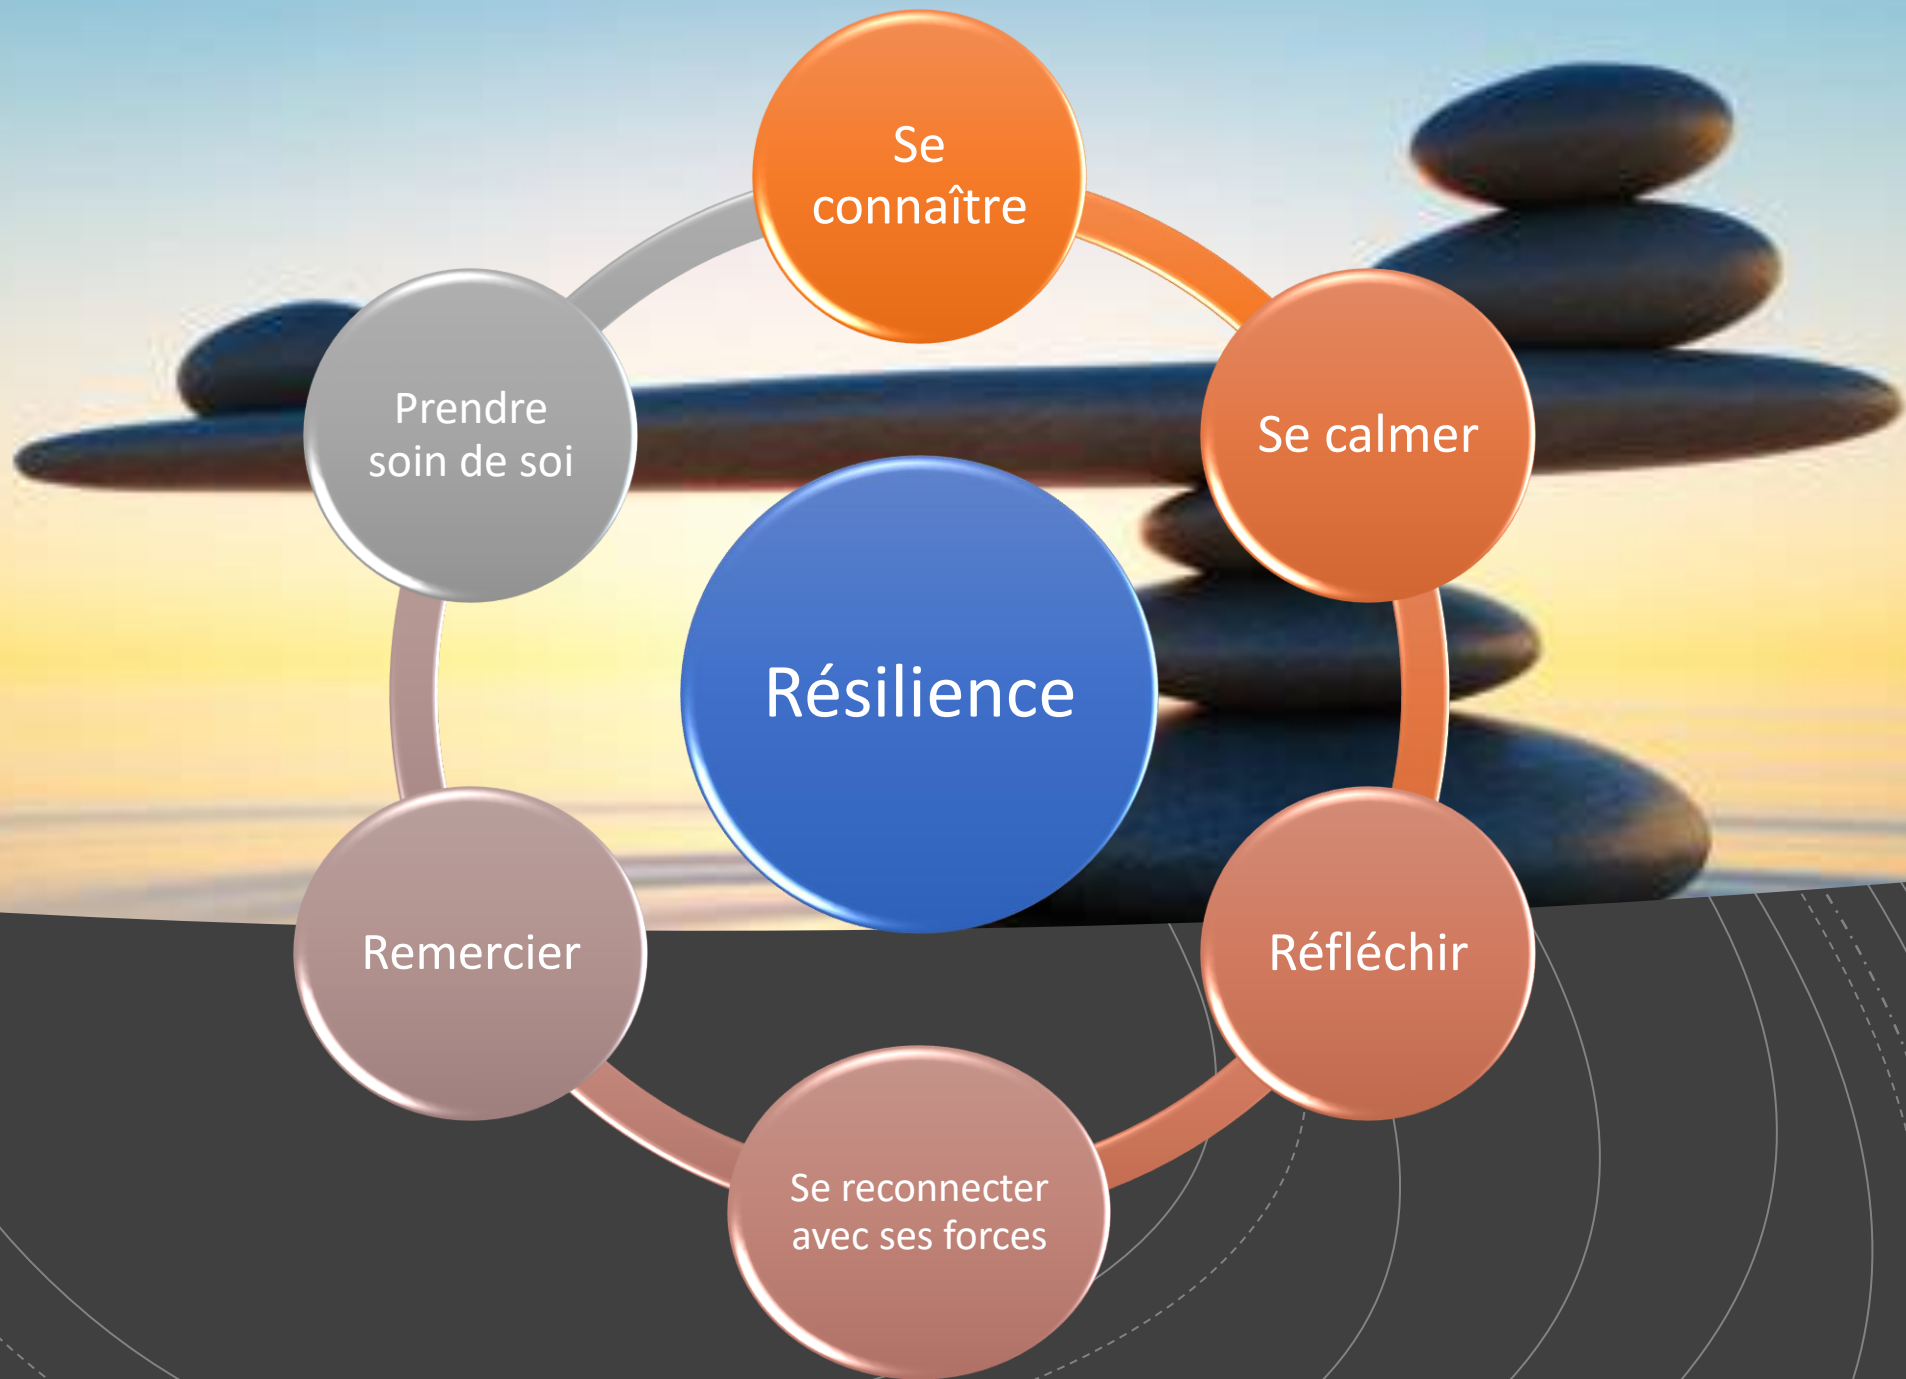 Se
connaître
Se calmer
Réfléchir
Se reconnecter
avec ses forces
Remercier
Prendre
soin de soi
Résilience